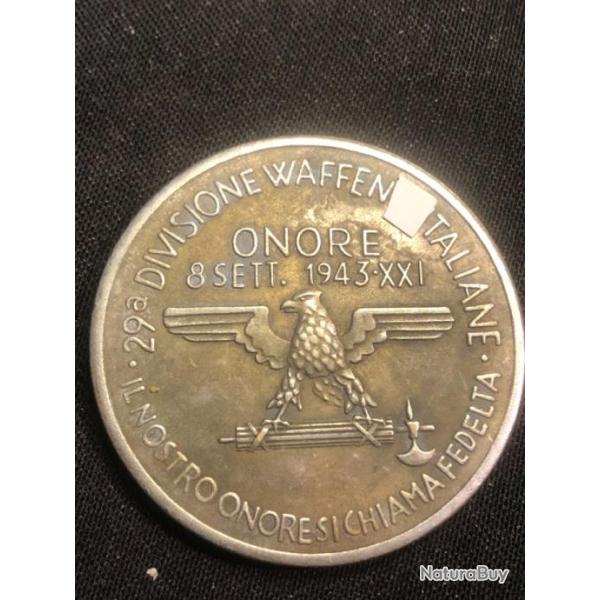 29ª DIVISIONE WAFFEN TALIANE
ONORE
8 SETT. 1943·XXI
· IL NOSTRO ONORE SI CHIAMA FEDELTA ·
NaturaBuy